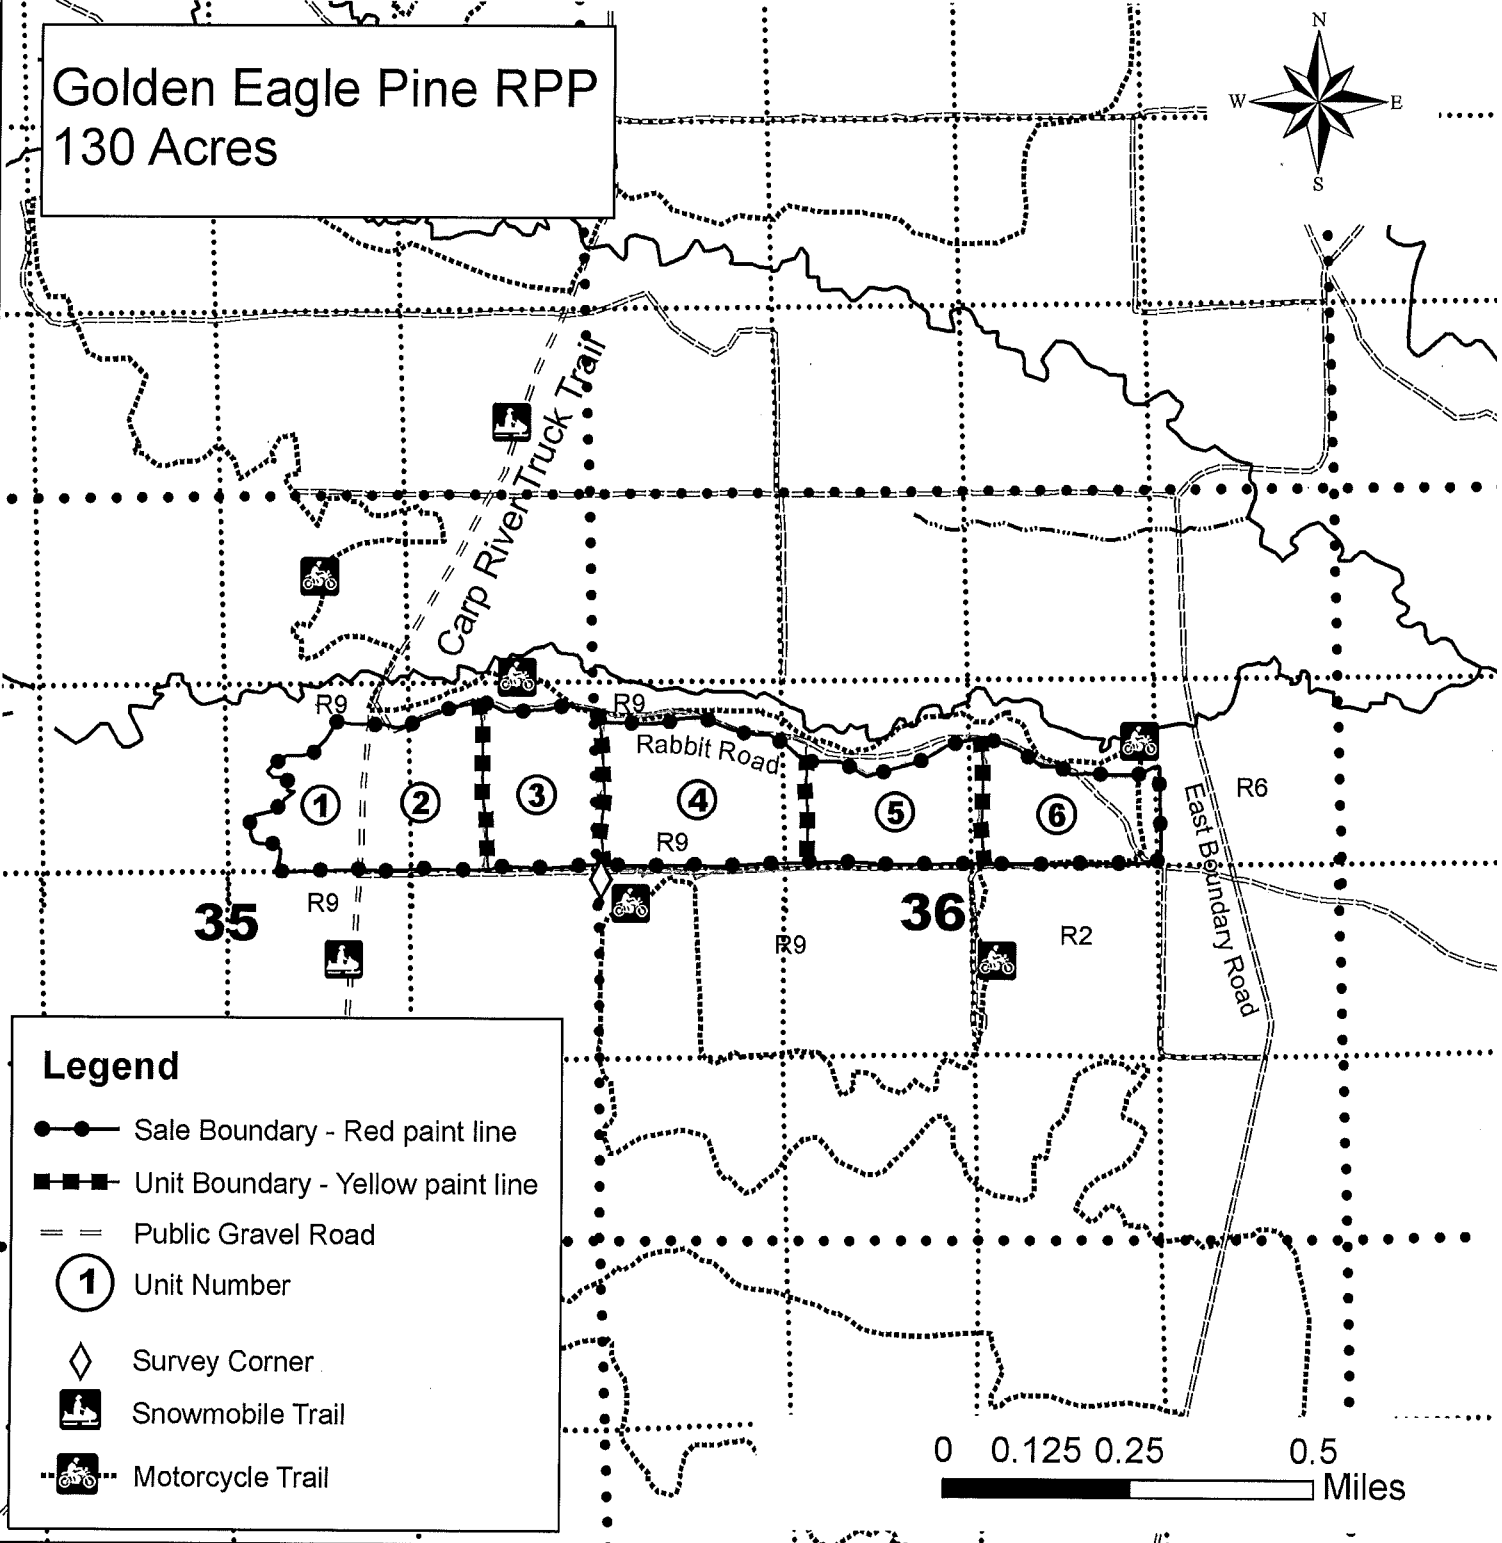 Golden Eagle Pine RPP
130 Acres
N
W
E
S
Carp River Truck Trail
R9
R9
Rabbit Road
R6
1
2
3
4
5
6
R9
East Boundary Road
R9
35
36
R9
R2
Legend
Sale Boundary - Red paint line
Unit Boundary - Yellow paint line
Public Gravel Road
1
Unit Number
Survey Corner
Snowmobile Trail
Motorcycle Trail
0 0.125 0.25 0.5
Miles